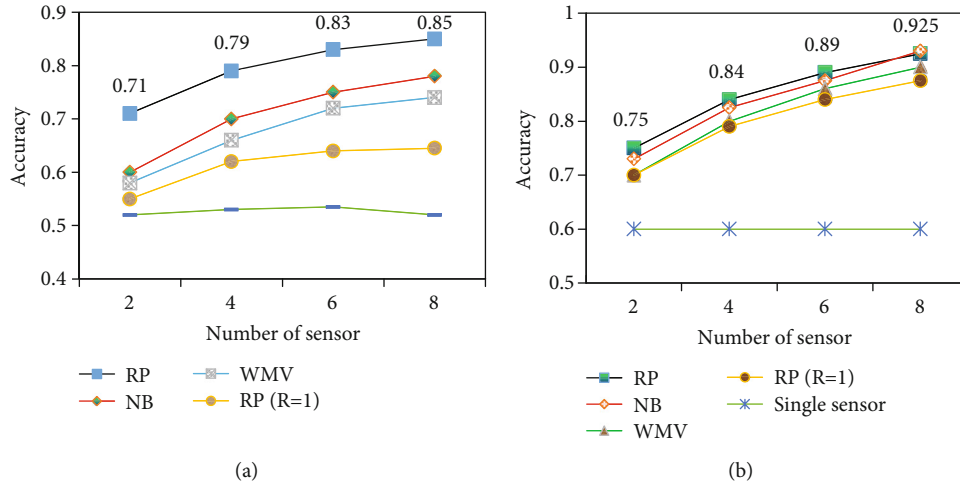 0.9
0.8
0.7
0.6
0.5
0.4
Accuracy
0.71
0.79
0.83
0.85
2 4 6 8
Number of sensor
RP WMV
NB RP (R=1)
(a)
1
0.9
0.8
0.7
0.6
0.5
Accuracy
0.75
0.84
0.89
0.925
2 4 6 8
Number of sensor
RP RP (R=1)
NB Single sensor
WMV
(b)